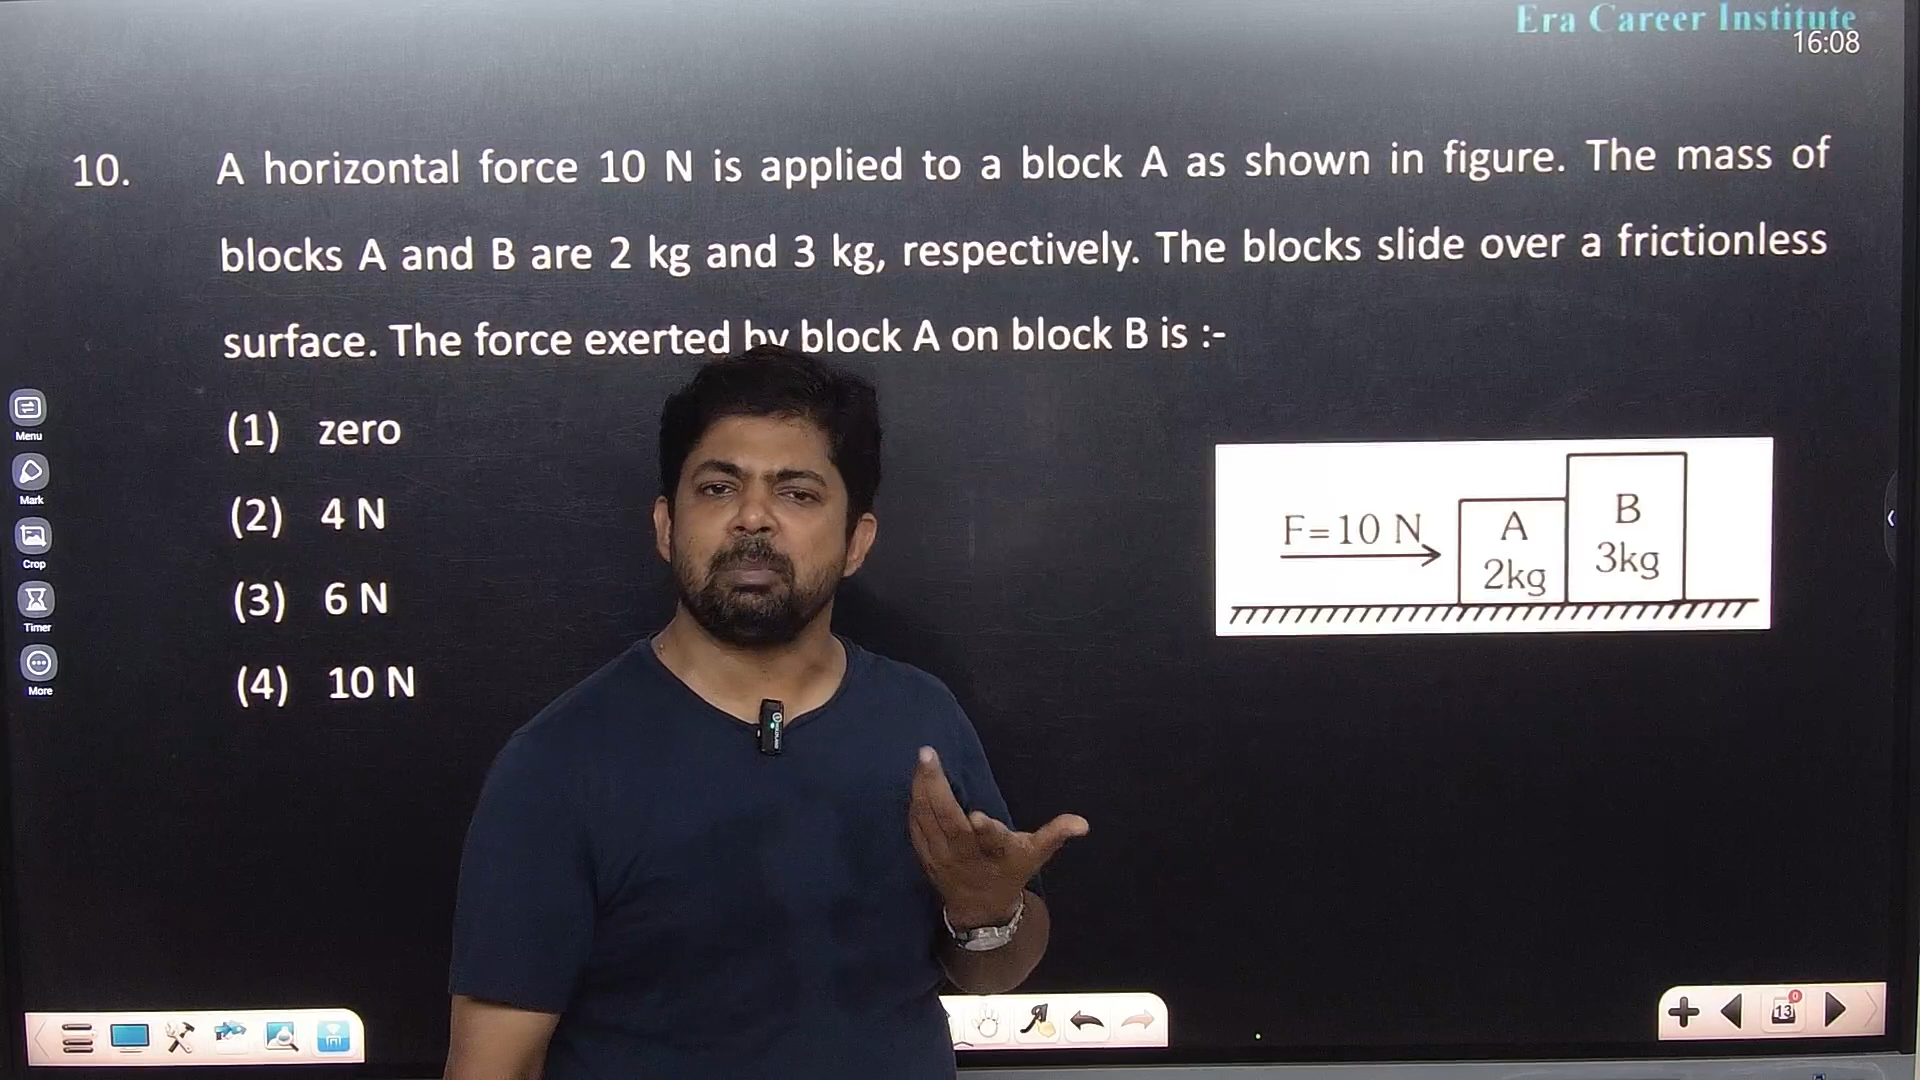 Era Career Institute
16:08
10. A horizontal force 10 N is applied to a block A as shown in figure. The mass of
blocks A and B are 2 kg and 3 kg, respectively. The blocks slide over a frictionless
surface. The force exerted by block A on block B is :-
(1) zero
(2) 4 N
(3) 6 N
(4) 10 N
F=10 N
A
2kg
B
3kg
Menu
Mark
Crop
Timer
More
13
0